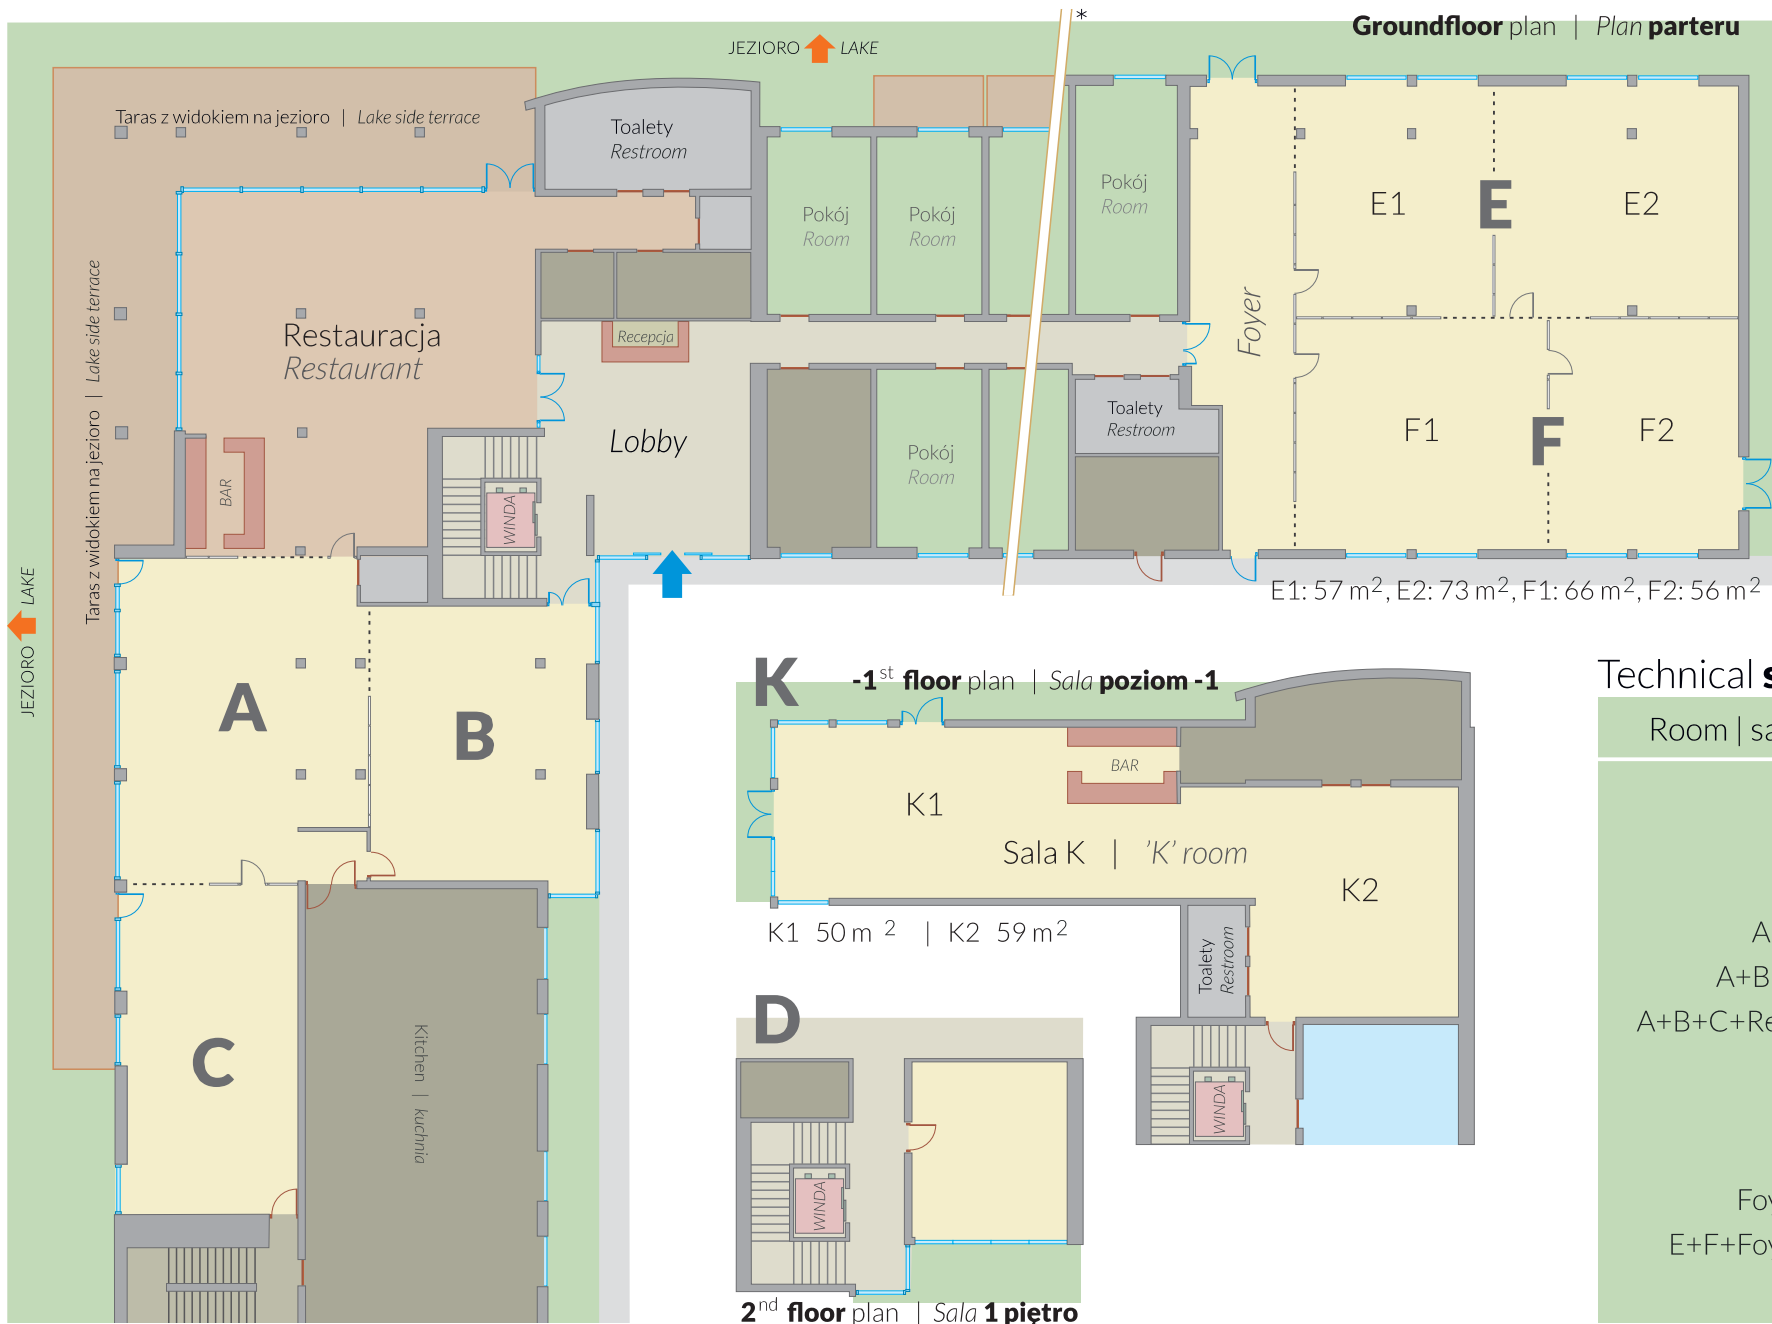 *
Groundfloor plan | Plan parteru
JEZIORO LAKE
Taras z widokiem na jezioro | Lake side terrace
Toalety
Restroom
Pokój
Room
Pokój
Room
Pokój
Room
E1
E
E2
Taras z widokiem na jezioro | Lake side terrace
Restauracja
Restaurant
Recepcja
Foyer
BAR
Lobby
WINDA
Pokój
Room
Toalety
Restroom
F1
F
F2
E1: 57 m², E2: 73 m², F1: 66 m², F2: 56 m²
JEZIORO LAKE
A
B
C
Kitchen | kuchnia
K
-1st floor plan | Sala poziom -1
BAR
K1
Sala K | 'K' room
K2
K1 50 m ² | K2 59 m²
Toalety
Restroom
WINDA
D
WINDA
2nd floor plan | Sala 1 piętro
Technical s
Room | sa
A
A+B
A+B+C+Re
Foy
E+F+Foy